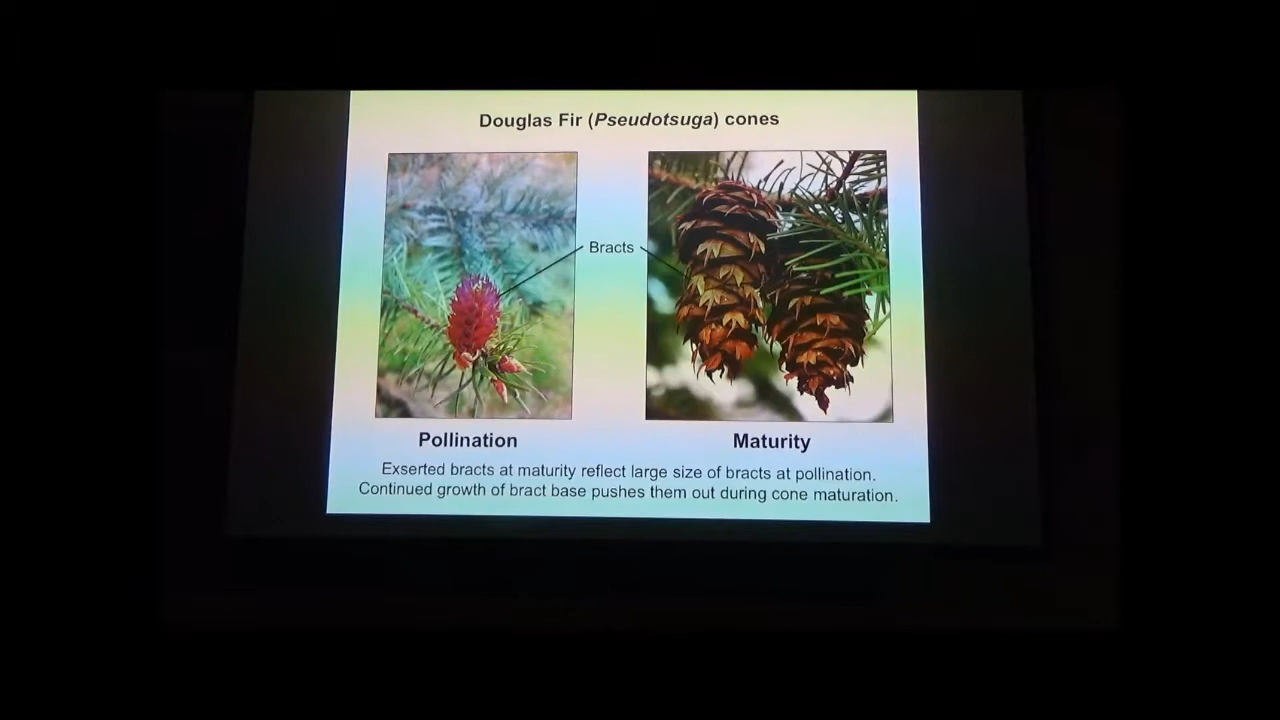 Douglas Fir (Pseudotsuga) cones
Bracts
Pollination
Maturity
Exserted bracts at maturity reflect large size of bracts at pollination.
Continued growth of bract base pushes them out during cone maturation.